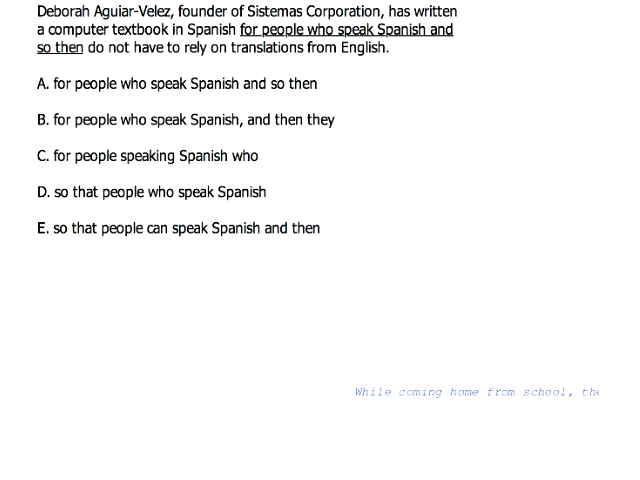 Deborah Aguiar-Velez, founder of Sistemas Corporation, has written
a computer textbook in Spanish for people who speak Spanish and
so then do not have to rely on translations from English.
A. for people who speak Spanish and so then
B. for people who speak Spanish, and then they
C. for people speaking Spanish who
D. so that people who speak Spanish
E. so that people can speak Spanish and then
While coming home from school,